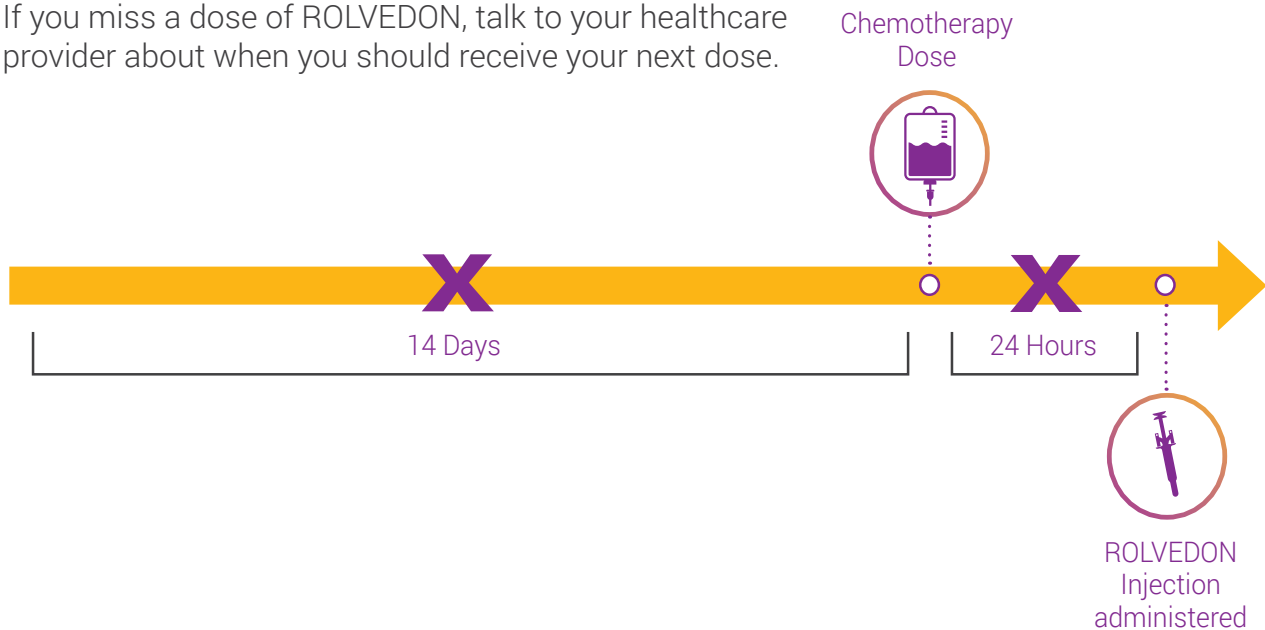 If you miss a dose of ROLVEDON, talk to your healthcare
provider about when you should receive your next dose.
Chemotherapy
Dose
X
X
14 Days
24 Hours
ROLVEDON
Injection
administered